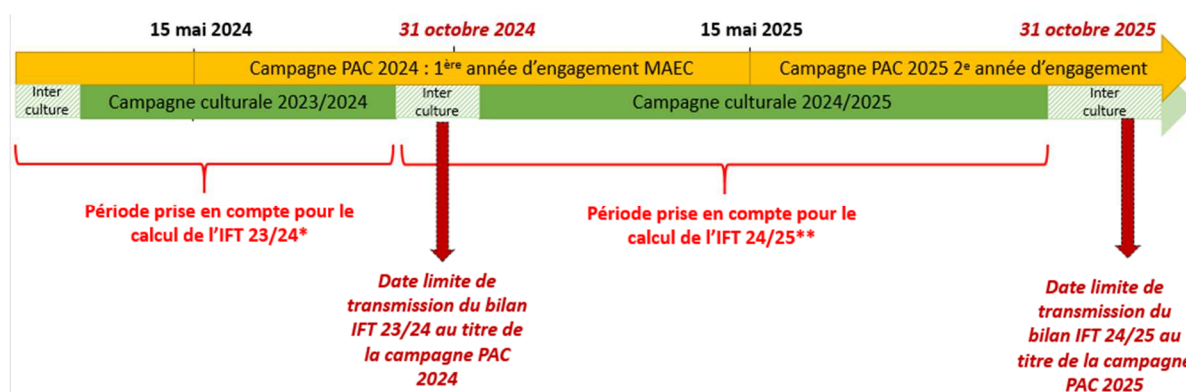 15 mai 2024
31 octobre 2024
15 mai 2025
31 octobre 2025
Campagne PAC 2024 : 1ère année d’engagement MAEC
Campagne PAC 2025 2e année d’engagement
Inter
culture
Campagne culturale 2023/2024
Inter
culture
Campagne culturale 2024/2025
Inter
culture
Période prise en compte pour le
calcul de l’IFT 23/24*
Période prise en compte pour le
calcul de l’IFT 24/25**
Date limite de
transmission du bilan
IFT 23/24 au titre de
la campagne PAC
2024
Date limite de
transmission du
bilan IFT 24/25 au
titre de la campagne
PAC 2025